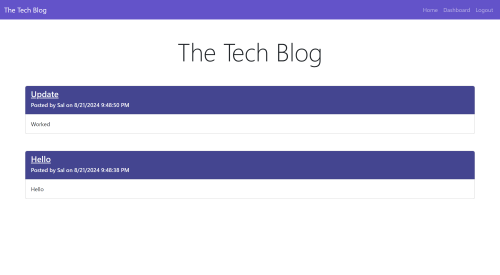 The Tech Blog
Home Dashboard Logout
The Tech Blog
Update
Posted by Sal on 8/21/2024 9:48:50 PM
Worked
Hello
Posted by Sal on 8/21/2024 9:48:38 PM
Hello